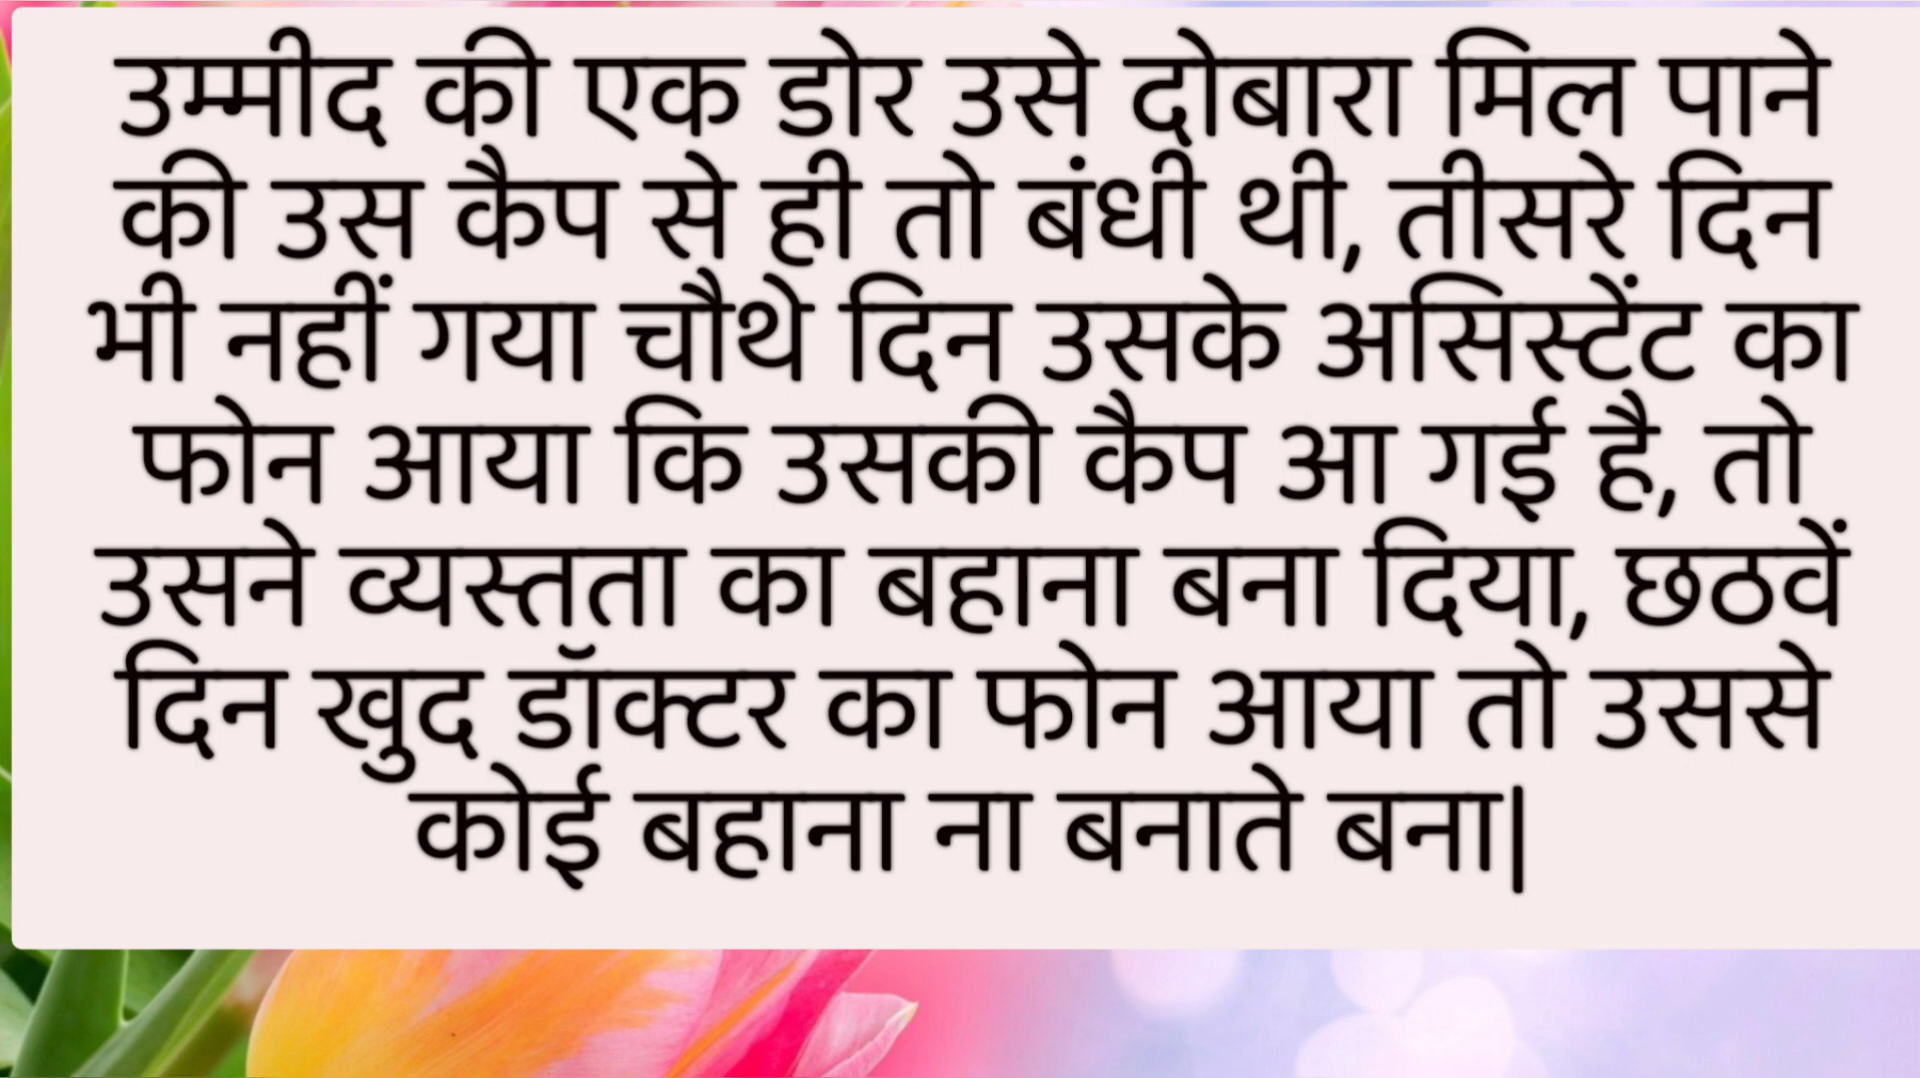 उम्मीद की एक डोर उसे दोबारा मिल पाने
की उस कैप से ही तो बंधी थी, तीसरे दिन
भी नहीं गया चौथे दिन उसके असिस्टेंट का
फोन आया कि उसकी कैप आ गई है, तो
उसने व्यस्तता का बहाना बना दिया, छठवें
दिन खुद डॉक्टर का फोन आया तो उससे
कोई बहाना ना बनाते बना|